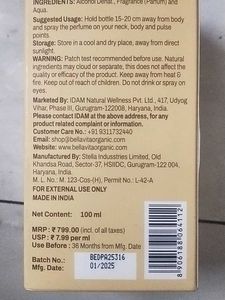 INGREDIENTS: Alcohol Denat., Fragrance (Parfum) and
Aqua.
Suggested Usage: Hold bottle 15-20 cm away from body
and spray the perfume on your neck, body and pulse
points.
Storage: Store in a cool and dry place, away from direct
sunlight.
WARNING: Patch test recommended before use. Natural
ingredients may cloud or separate, this does not affect the
quality or efficacy of the product. Keep away from heat &
fire. Keep out of reach of children. Do not drink or spray in
eyes.
Marketed By: IDAM Natural Wellness Pvt. Ltd., 417, Udyog
Vihar, Phase III, Gurugram-122008, Haryana, India.
Please contact IDAM at the above address, for any
product related complaint or information.
Customer Care No.: +91 9311732440
Email: shop@bellavitaorganic.com
Website: www.bellavitaorganic.com
Manufactured By: Stella Industries Limited, Old
Khandsa Road, Sector-37, HSIIDC, Gurugram-122 004,
Haryana, India.
M. L. No.: M. 123-Cos-(H), Permit No.: L-42-A
FOR EXTERNAL USE ONLY
MADE IN INDIA
Net Content: 100 ml
MRP : ₹ 799.00 (incl. of all taxes)
USP : ₹ 7.99 per ml
Use Before : 36 Months from Mfg. Date
Batch No.: BEDPA25316
Mfg. Date: 01/2025
8 906188 064112